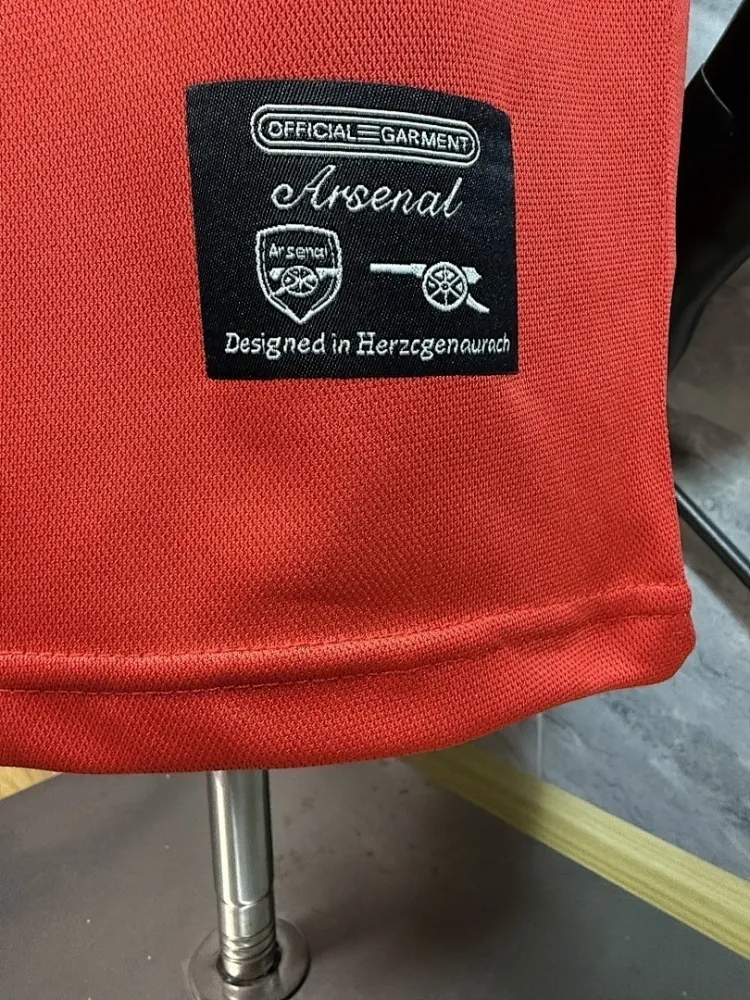 OFFICIAL GARMENT
Arsenal
Arsenal
Designed in Herzcgenaurach